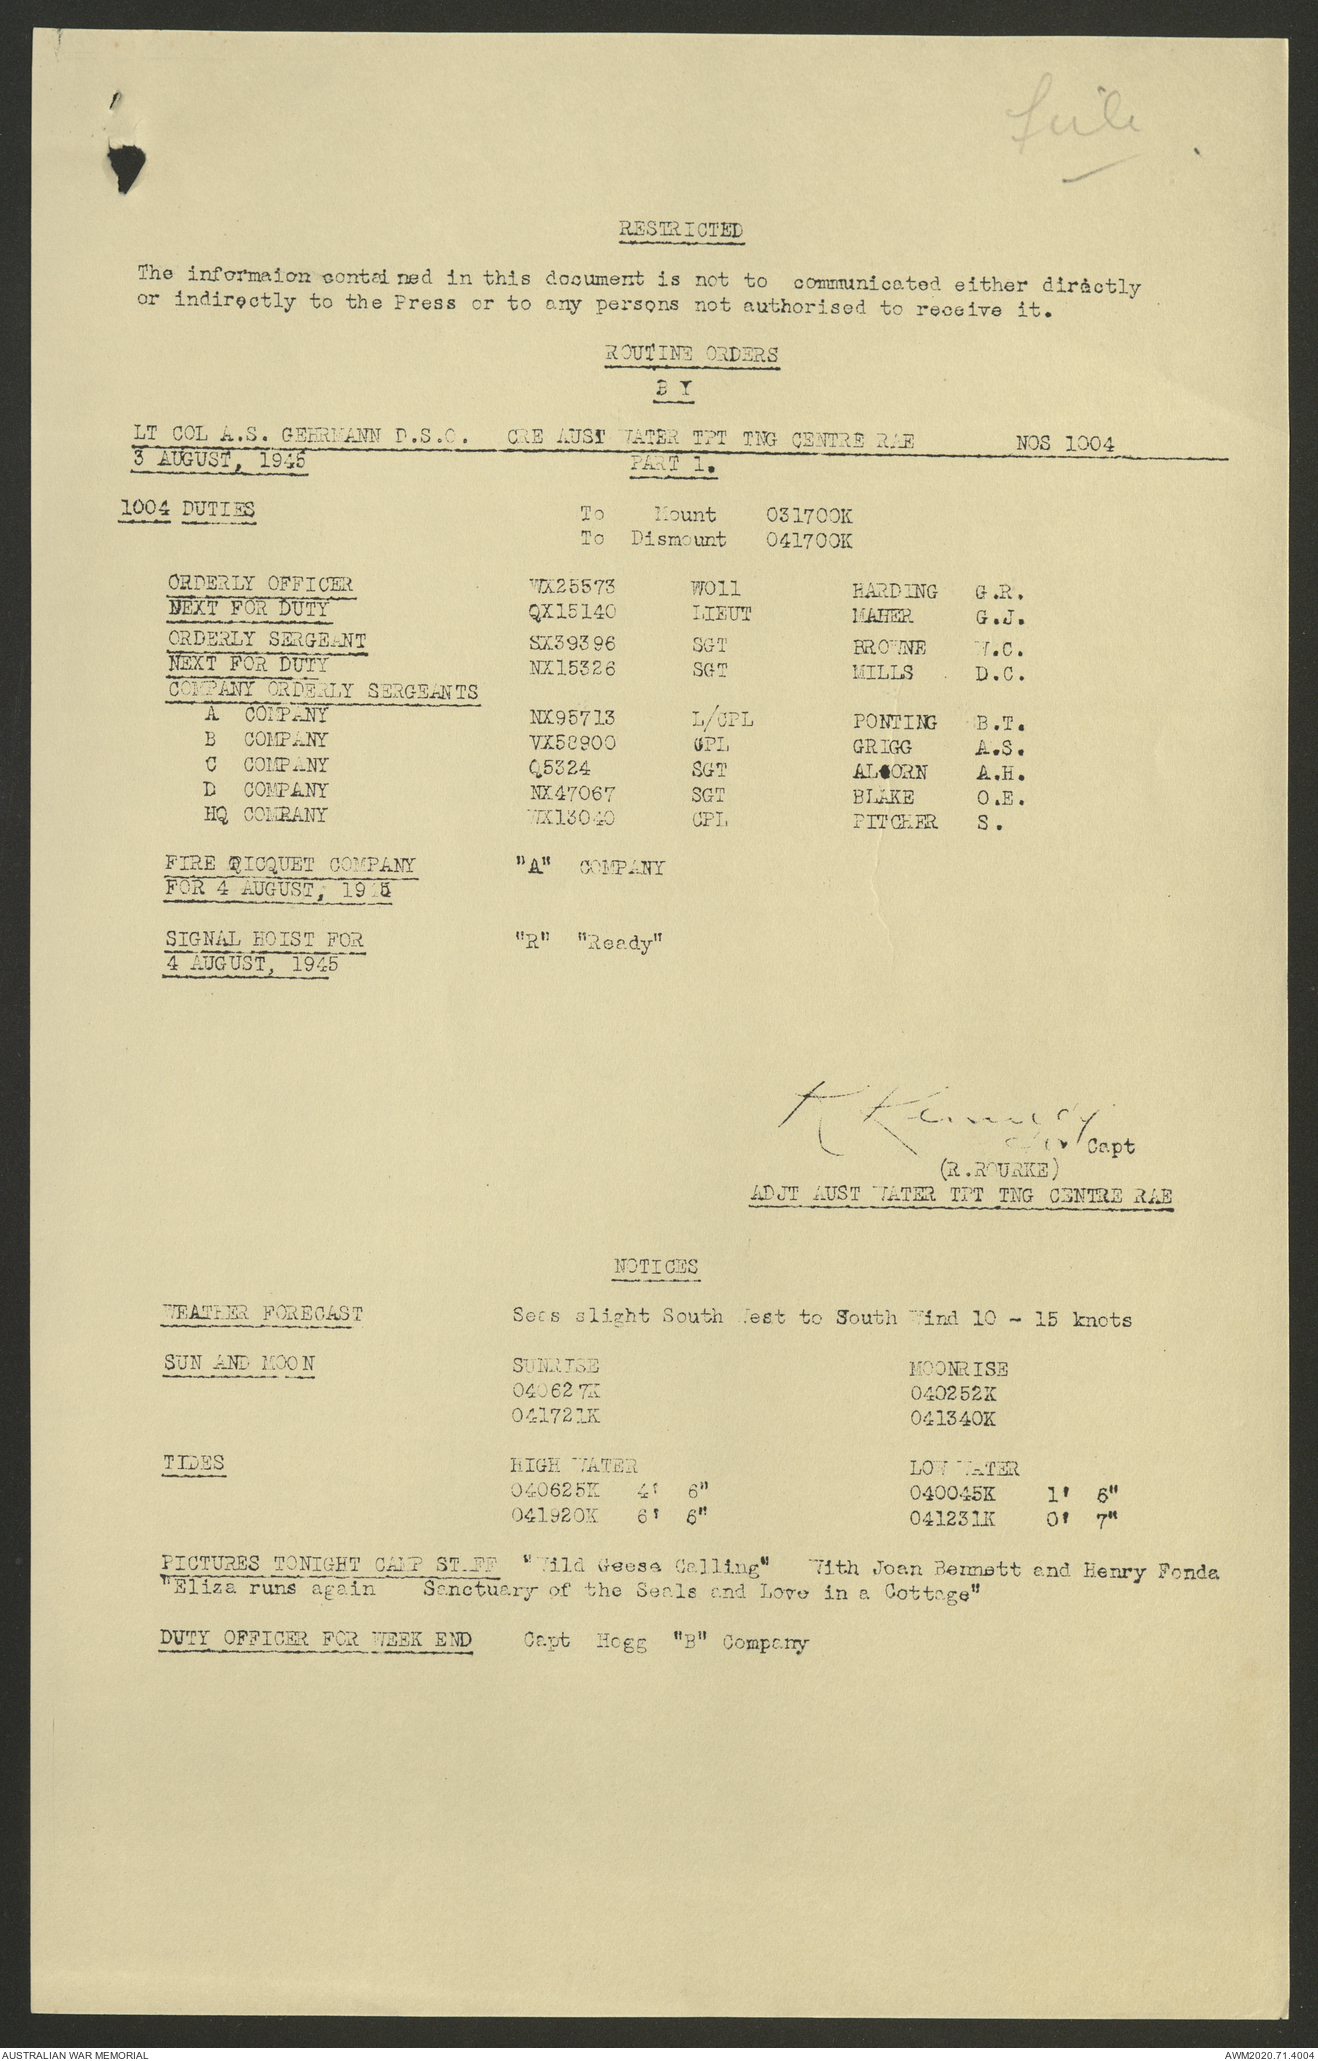 File
RESTRICTED
The informaion contained in this document is not to communicated either directly
or indirectly to the Press or to any persons not authorised to receive it.
ROUTINE ORDERS
BY
LT COL A.S. GEHRMANN D.S.O. CRE AUST WATER TPT TNG CENTRE RAE NOS 1004
3 AUGUST, 1945 PART 1.
1004 DUTIES To Mount 031700K
To Dismount 041700K
ORDERLY OFFICER WX25573 WO11 HARDING G.R.
NEXT FOR DUTY QX15140 LIEUT MAHER G.J.
ORDERLY SERGEANT SX39396 SGT BROWNE W.C.
NEXT FOR DUTY NX15326 SGT MILLS D.C.
COMPANY ORDERLY SERGEANTS
A COMPANY NX95713 L/CPL PONTING B.T.
B COMPANY VX58900 CPL GRIGG A.S.
C COMPANY Q5324 SGT ALCORN A.H.
D COMPANY NX47067 SGT BLAKE O.E.
HQ COMPANY WX13040 CPL PITCHER S.
FIRE PICQUET COMPANY "A" COMPANY
FOR 4 AUGUST, 1945
SIGNAL HOIST FOR "R" "Ready"
4 AUGUST, 1945
K Kennedy
for Capt
(R.ROURKE)
ADJT AUST WATER TPT TNG CENTRE RAE
NOTICES
WEATHER FORECAST Seas slight South West to South Wind 10 - 15 knots
SUN AND MOON SUNRISE MOONRISE
040627K 040252K
041721K 041340K
TIDES HIGH WATER LOW WATER
040625K 4' 6" 040045K 1' 6"
041920K 6' 6" 041231K 0' 7"
PICTURES TONIGHT CAMP STAFF "Wild Geese Calling" With Joan Bennett and Henry Fonda
"Eliza runs again Sanctuary of the Seals and Love in a Cottage"
DUTY OFFICER FOR WEEK END Capt Hogg "B" Company
AUSTRALIAN WAR MEMORIAL AWM2020.71.4004